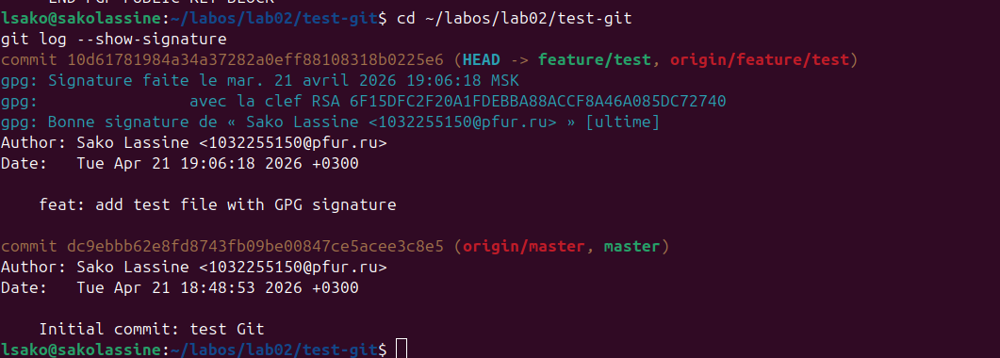 END PGP PUBLIC KEY BLOCK
lsako@sakolassine:~/labos/lab02/test-git$ cd ~/labos/lab02/test-git
git log --show-signature
commit 10d61781984a34a37282a0eff88108318b0225e6 (HEAD -> feature/test, origin/feature/test)
gpg: Signature faite le mar. 21 avril 2026 19:06:18 MSK
gpg:                avec la clef RSA 6F15DFC2F20A1FDEBBA88ACCF8A46A085DC72740
gpg: Bonne signature de « Sako Lassine <1032255150@pfur.ru> » [ultime]
Author: Sako Lassine <1032255150@pfur.ru>
Date:   Tue Apr 21 19:06:18 2026 +0300
    feat: add test file with GPG signature
commit dc9ebbb62e8fd8743fb09be00847ce5acee3c8e5 (origin/master, master)
Author: Sako Lassine <1032255150@pfur.ru>
Date:   Tue Apr 21 18:48:53 2026 +0300
    Initial commit: test Git
lsako@sakolassine:~/labos/lab02/test-git$